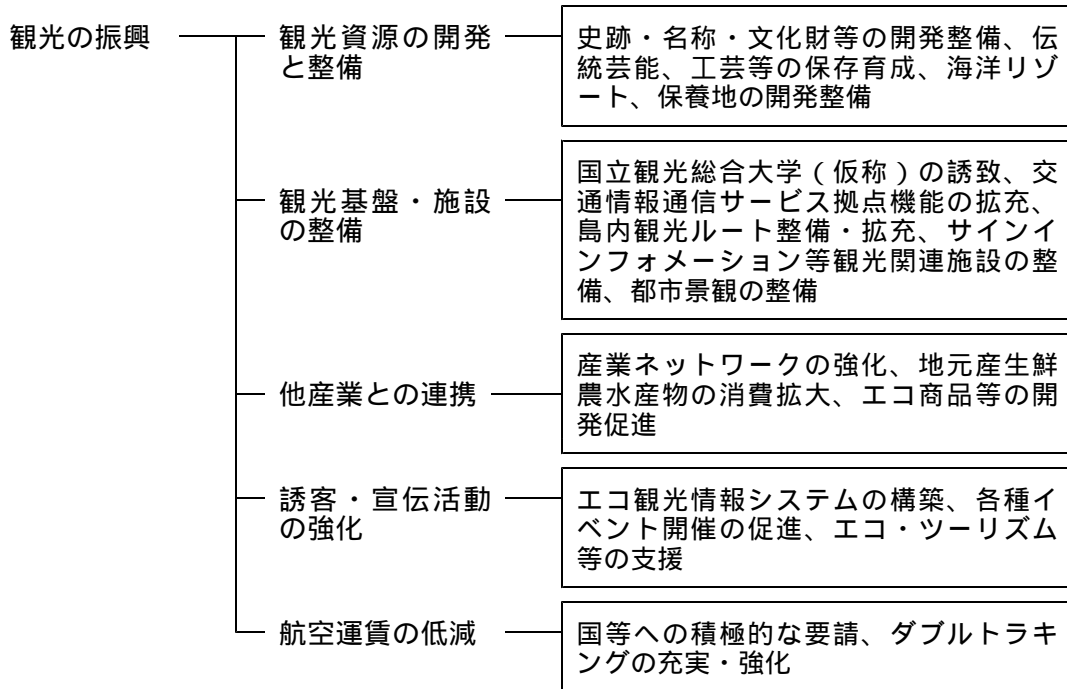 観光の振興
観光資源の開発
と整備
史跡・名称・文化財等の開発整備、伝
統芸能、工芸等の保存育成、海洋リゾ
ート、保養地の開発整備
観光基盤・施設
の整備
国立観光総合大学(仮称)の誘致、交
通情報通信サービス拠点機能の拡充、
島内観光ルート整備・拡充、サインイ
ンフォメーション等観光関連施設の整
備、都市景観の整備
他産業との連携
産業ネットワークの強化、地元産生鮮
農水産物の消費拡大、エコ商品等の開
発促進
誘客・宣伝活動
の強化
エコ観光情報システムの構築、各種イ
ベント開催の促進、エコ・ツーリズム
等の支援
航空運賃の低減
国等への積極的な要請、ダブルトラキ
ングの充実・強化